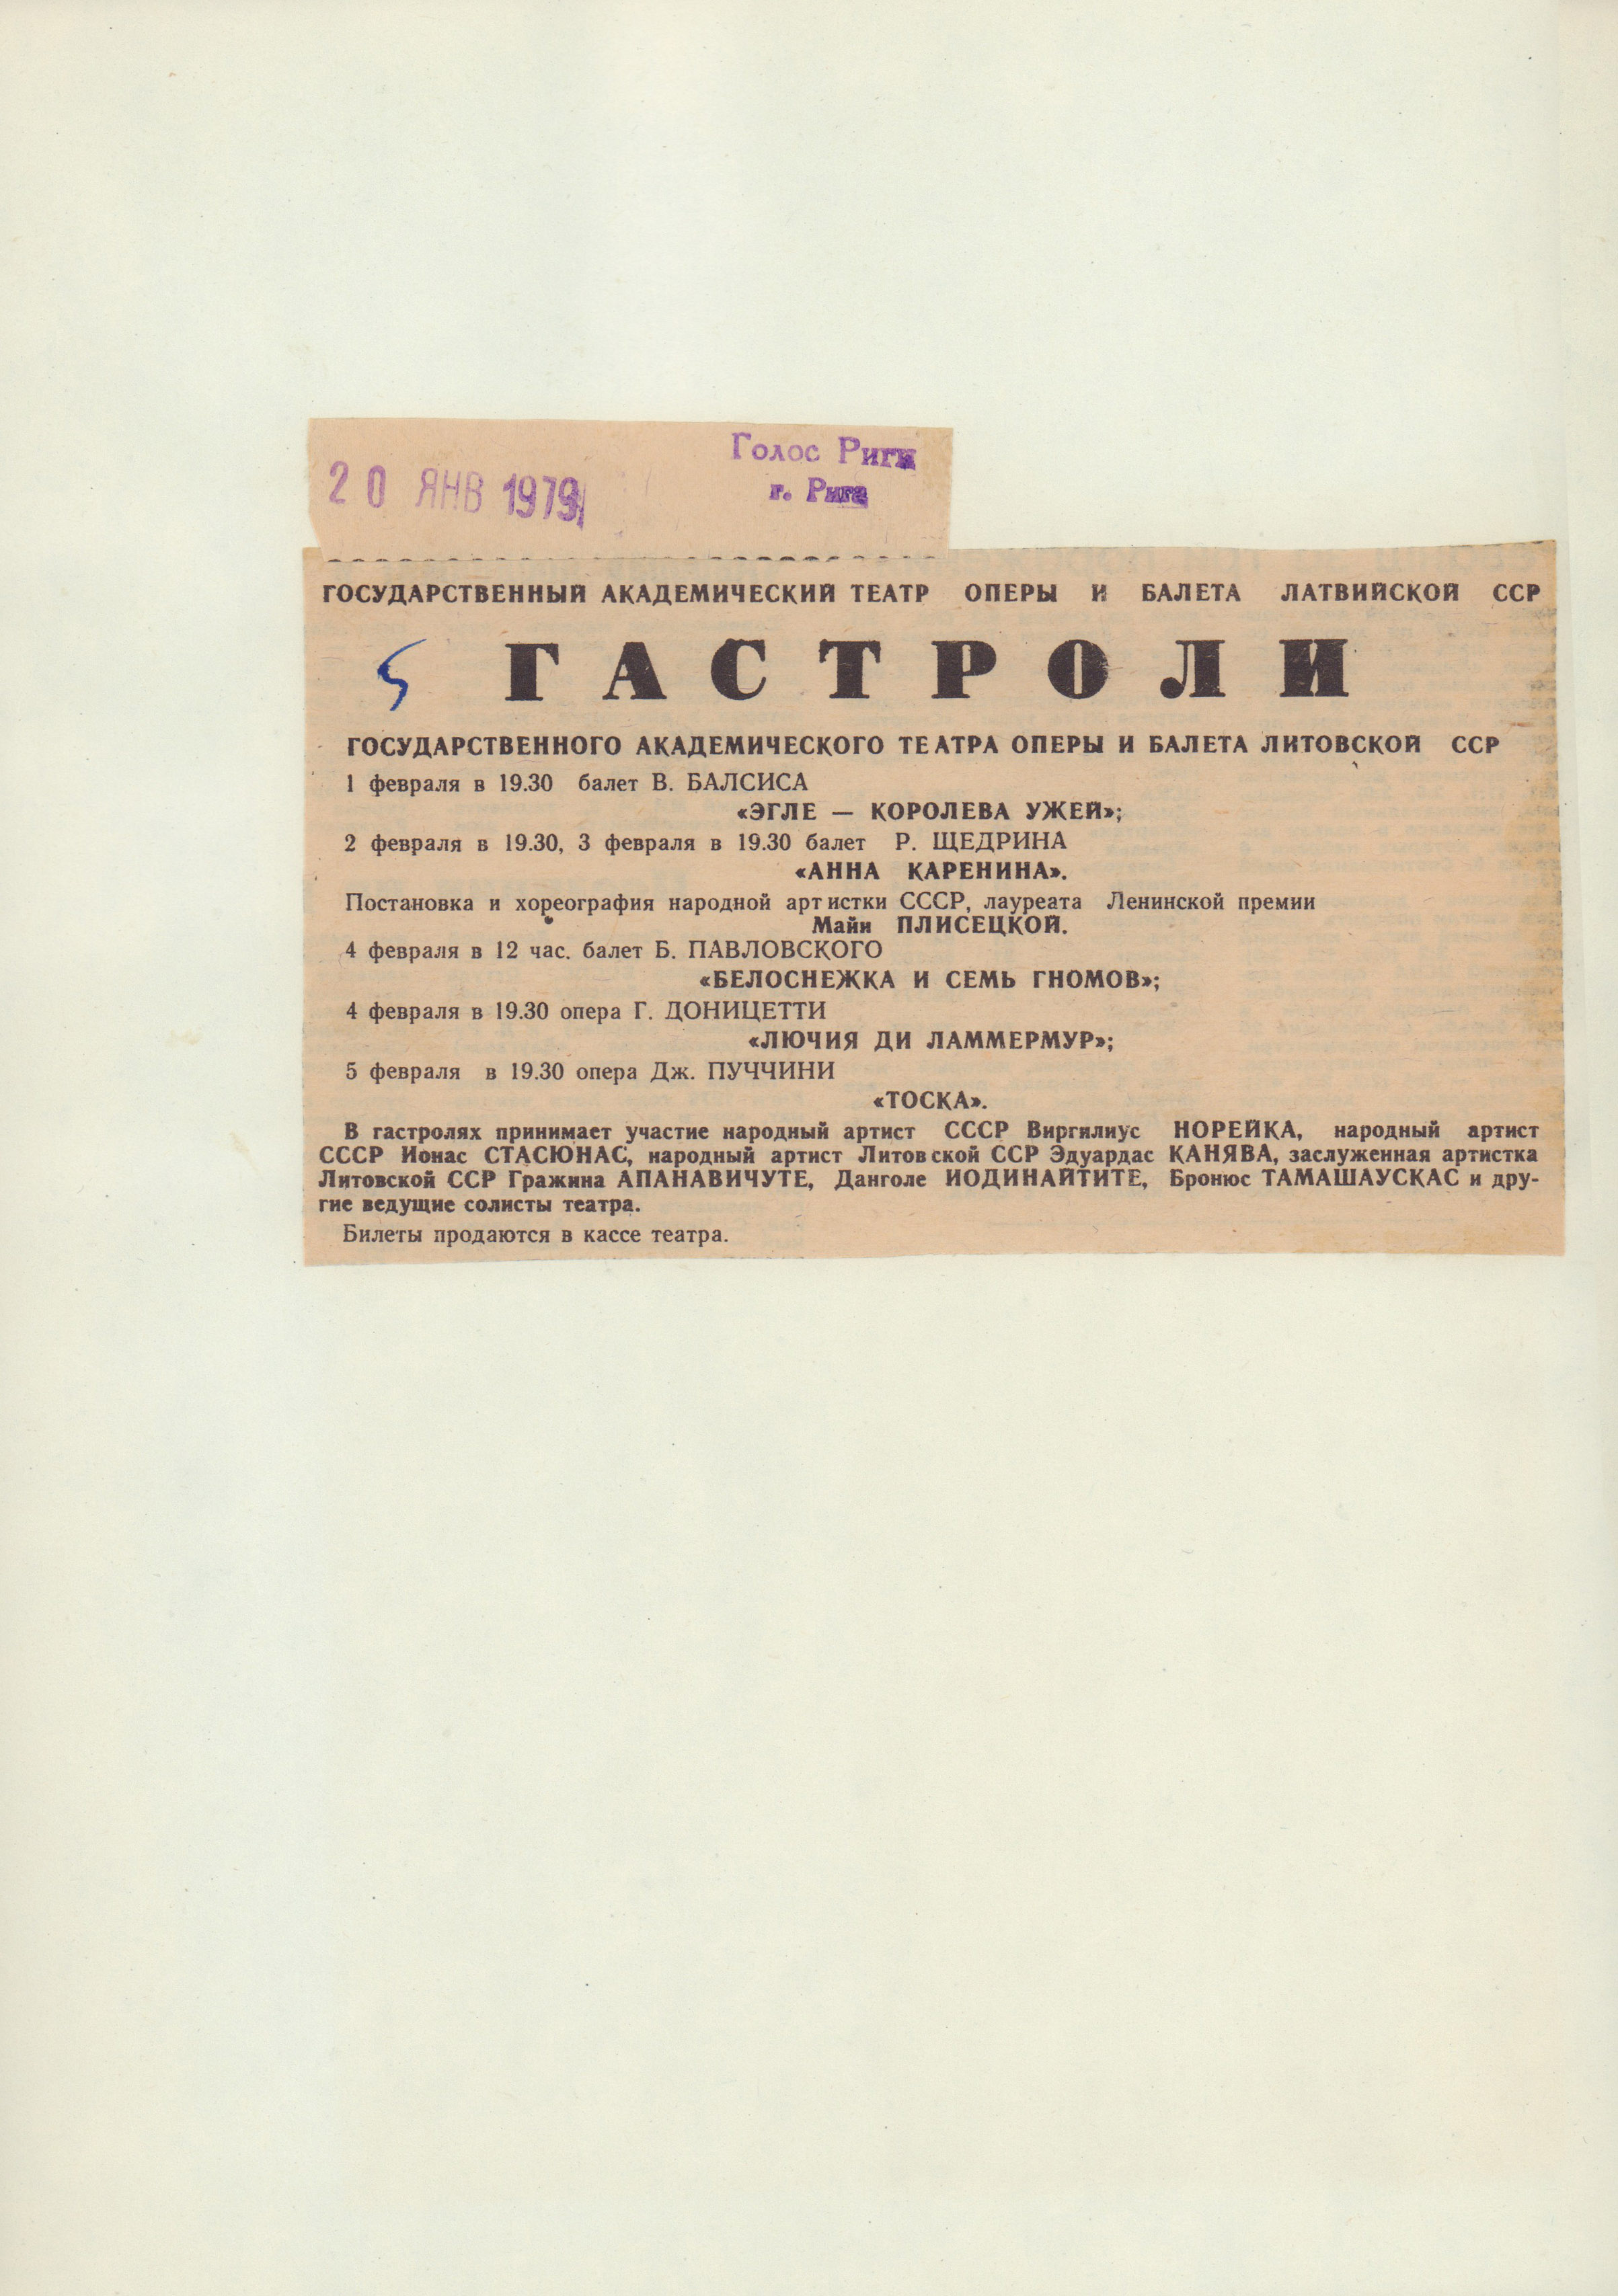 20 ЯНВ 1979
Голос Риги
г. Рига
ГОСУДАРСТВЕННЫЙ АКАДЕМИЧЕСКИЙ ТЕАТР ОПЕРЫ И БАЛЕТА ЛАТВИЙСКОЙ ССР
ГАСТРОЛИ
ГОСУДАРСТВЕННОГО АКАДЕМИЧЕСКОГО ТЕАТРА ОПЕРЫ И БАЛЕТА ЛИТОВСКОЙ ССР
1 февраля в 19.30 балет В. БАЛСИСА
«ЭГЛЕ — КОРОЛЕВА УЖЕЙ»;
2 февраля в 19.30, 3 февраля в 19.30 балет Р. ЩЕДРИНА
«АННА КАРЕНИНА».
Постановка и хореография народной артистки СССР, лауреата Ленинской премии
Майи ПЛИСЕЦКОЙ.
4 февраля в 12 час. балет Б. ПАВЛОВСКОГО
«БЕЛОСНЕЖКА И СЕМЬ ГНОМОВ»;
4 февраля в 19.30 опера Г. ДОНИЦЕТТИ
«ЛЮЧИЯ ДИ ЛАММЕРМУР»;
5 февраля в 19.30 опера Дж. ПУЧЧИНИ
«ТОСКА».
В гастролях принимает участие народный артист СССР Виргилиус НОРЕЙКА, народный артист
СССР Ионас СТАСЮНАС, народный артист Литовской ССР Эдуардас КАНЯВА, заслуженная артистка
Литовской ССР Гражина АПАНАВИЧУТЕ, Данголе ИОДИНАЙТИТЕ, Бронюс ТАМАШАУСКАС и дру-
гие ведущие солисты театра.
Билеты продаются в кассе театра.